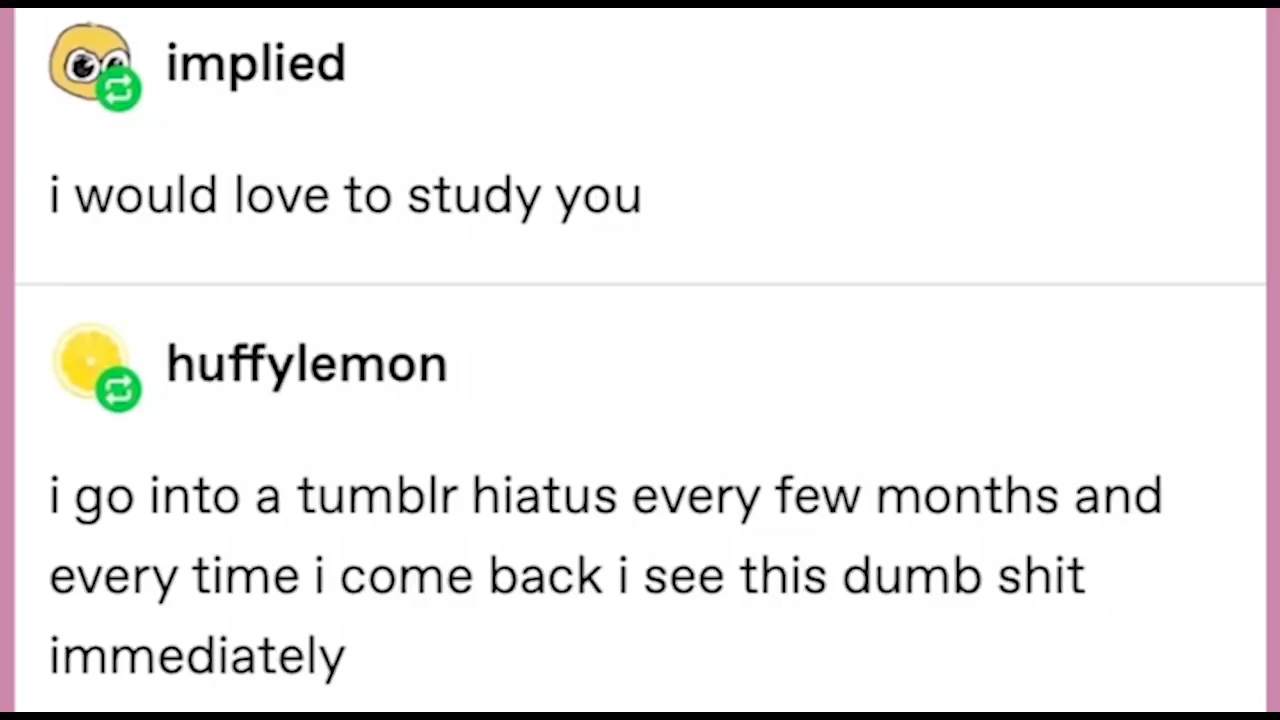 implied
i would love to study you
huffylemon
i go into a tumblr hiatus every few months and
every time i come back i see this dumb shit
immediately